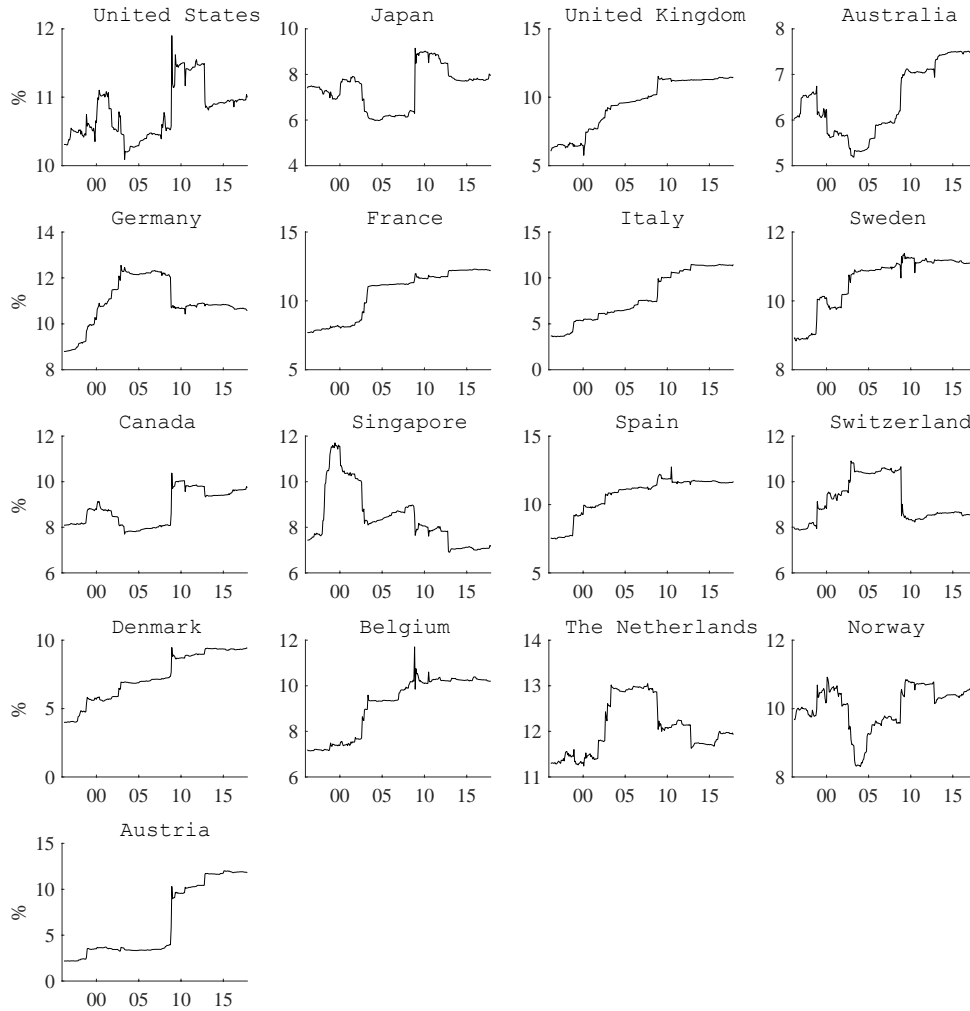 United States Japan United Kingdom Australia
12 10 15 8
% 11 8 10 7
6 6
10 4 5 5
00 05 10 15 00 05 10 15 00 05 10 15 00 05 10 15
Germany France Italy Sweden
14 15 15 12
% 12 10 10 11
10 5 10
8 5 0 9
8
00 05 10 15 00 05 10 15 00 05 10 15 00 05 10 15
Canada Singapore Spain Switzerland
12 12 15 12
% 10 10 10 10
8 8 8
6 6 5 6
00 05 10 15 00 05 10 15 00 05 10 15 00 05 10 15
Denmark Belgium The Netherlands Norway
10 12 14 12
% 5 10 13 10
8 12
0 6 11 8
00 05 10 15 00 05 10 15 00 05 10 15 00 05 10 15
Austria
15
% 10
5
0
00 05 10 15